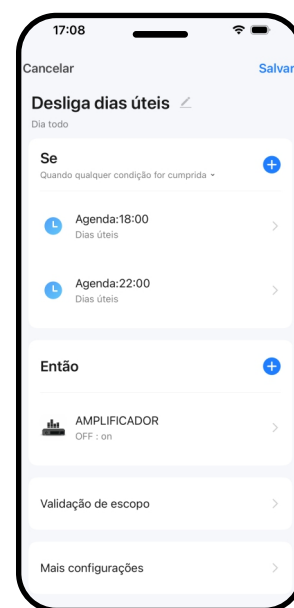 17:08
Cancelar Salvar
Desliga dias úteis
Dia todo
Se
Quando qualquer condição for cumprida
Agenda:18:00
Dias úteis
Agenda:22:00
Dias úteis
Então
AMPLIFICADOR
OFF : on
Validação de escopo
Mais configurações